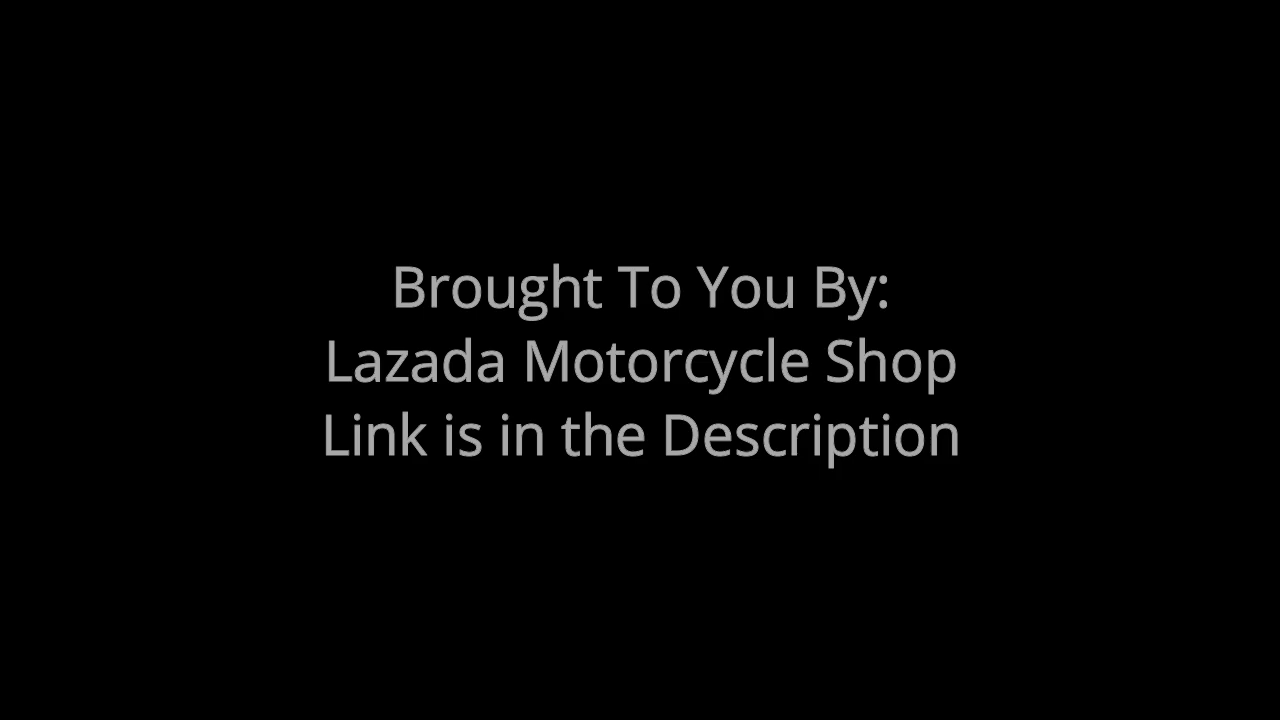 Brought To You By:
Lazada Motorcycle Shop
Link is in the Description